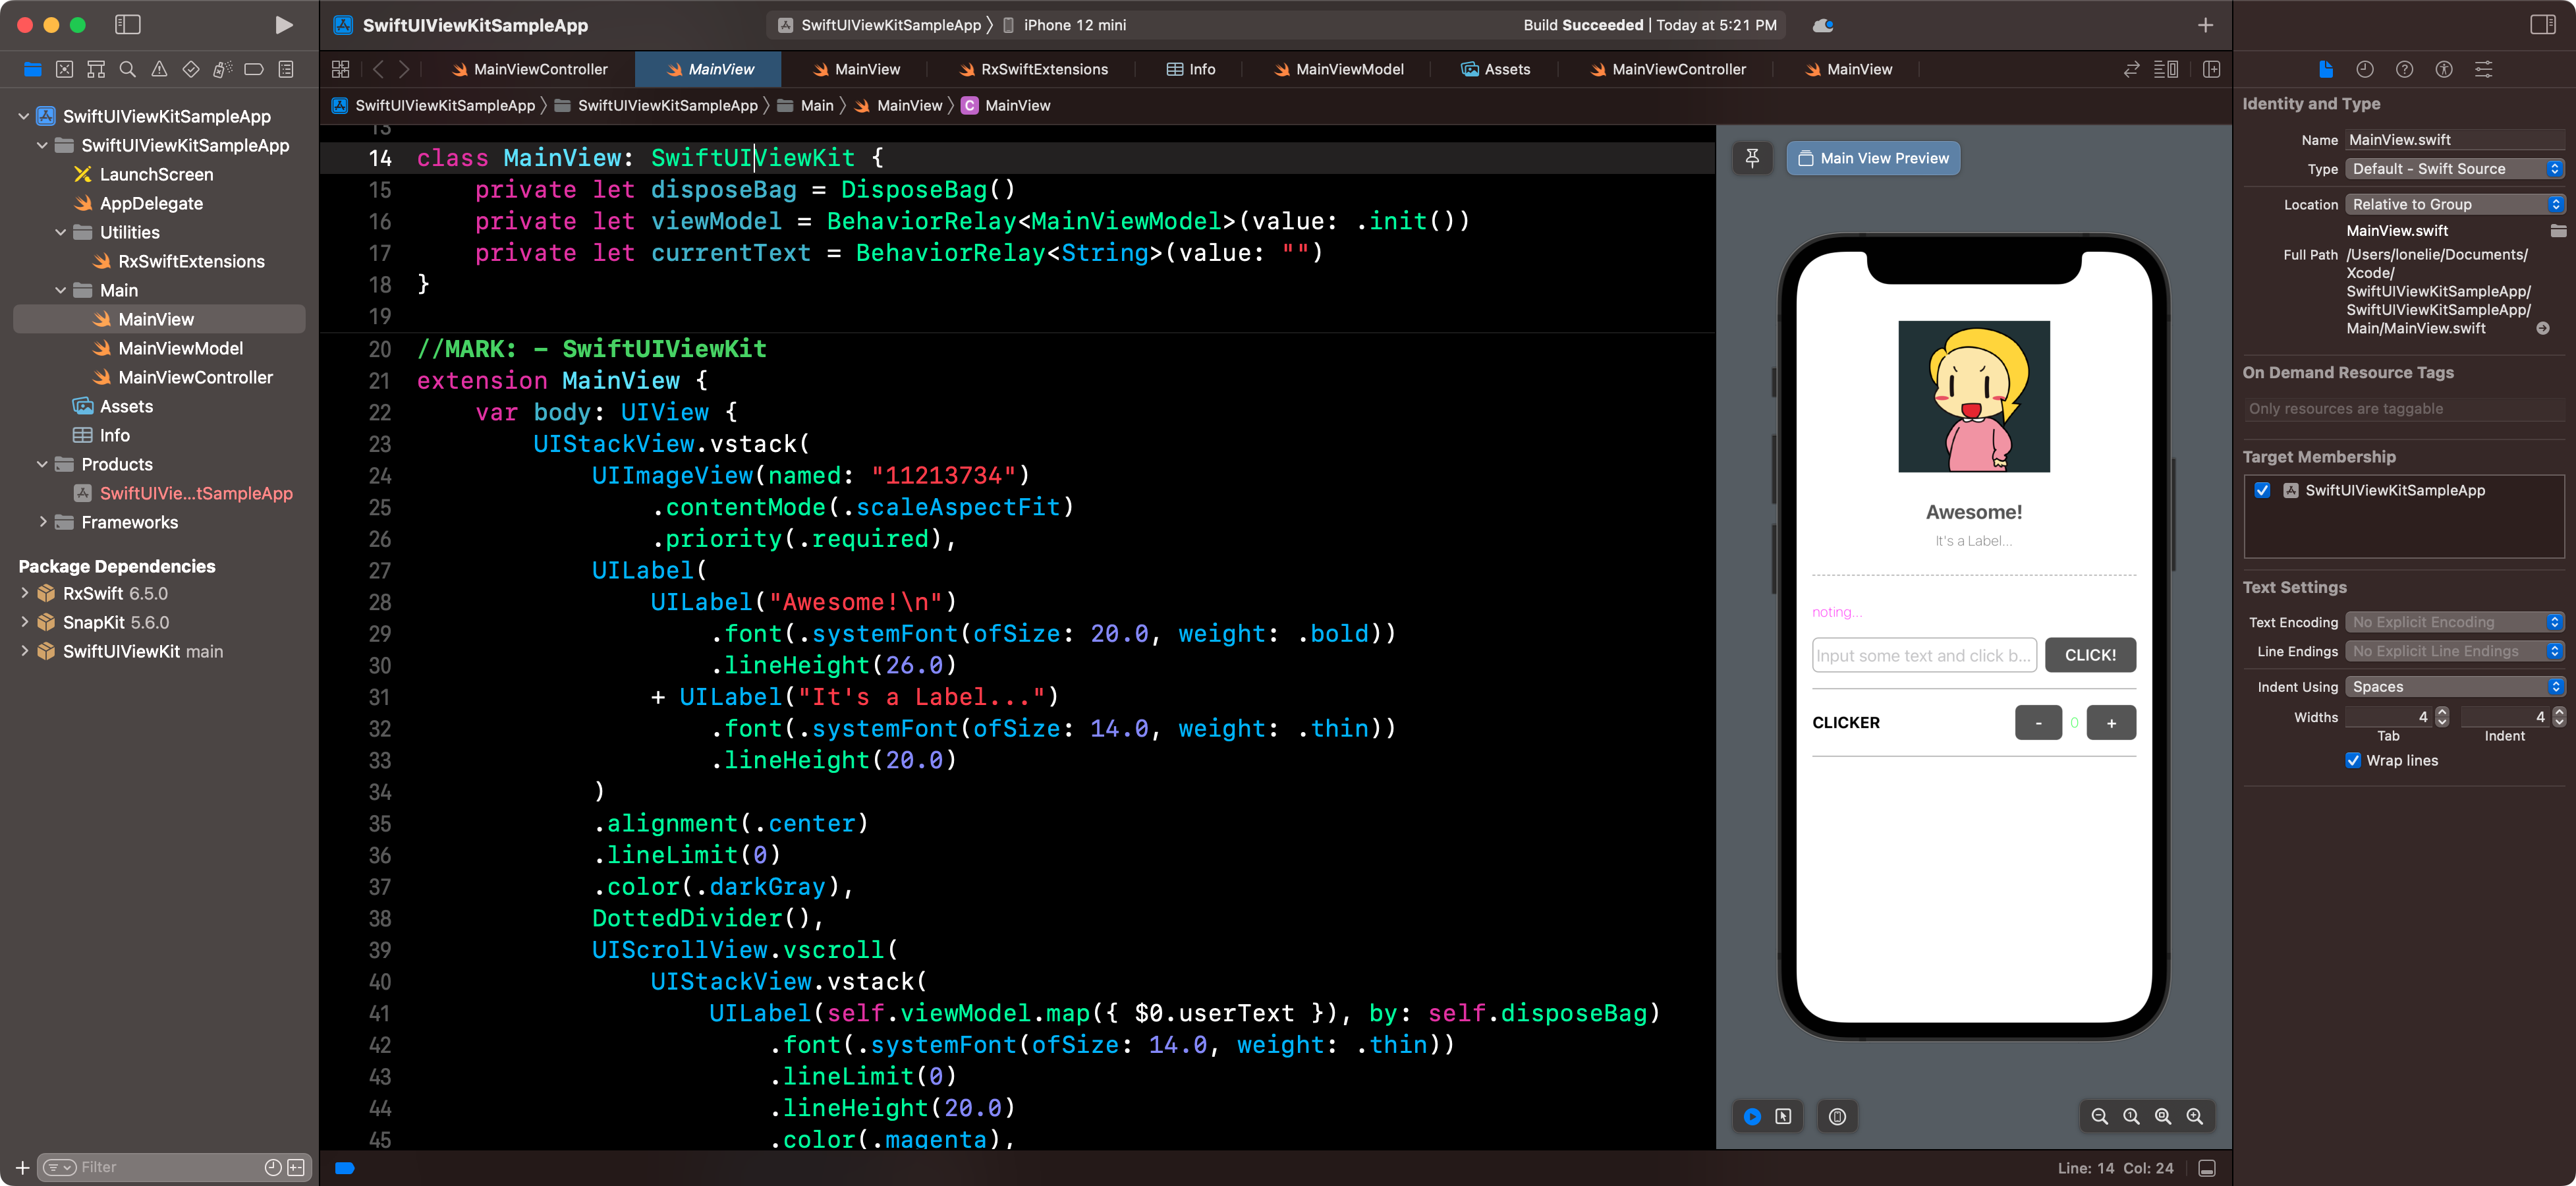 SwiftUIViewKitSampleApp
SwiftUIViewKitSampleApp 〉 iPhone 12 mini
Build Succeeded | Today at 5:21 PM
MainViewController
MainView
MainView
RxSwiftExtensions
Info
MainViewModel
Assets
MainViewController
MainView
SwiftUIViewKitSampleApp 〉 SwiftUIViewKitSampleApp 〉 Main 〉 MainView 〉 C MainView
SwiftUIViewKitSampleApp
SwiftUIViewKitSampleApp
LaunchScreen
AppDelegate
Utilities
RxSwiftExtensions
Main
MainView
MainViewModel
MainViewController
Assets
Info
Products
SwiftUIVie...tSampleApp
Frameworks
Package Dependencies
RxSwift 6.5.0
SnapKit 5.6.0
SwiftUIViewKit main
Filter
13
14 class MainView: SwiftUIViewKit {
15     private let disposeBag = DisposeBag()
16     private let viewModel = BehaviorRelay<MainViewModel>(value: .init())
17     private let currentText = BehaviorRelay<String>(value: "")
18 }
19
20 //MARK: - SwiftUIViewKit
21 extension MainView {
22     var body: UIView {
23         UIStackView.vstack(
24             UIImageView(named: "11213734")
25                 .contentMode(.scaleAspectFit)
26                 .priority(.required),
27             UILabel(
28                 UILabel("Awesome!\n")
29                     .font(.systemFont(ofSize: 20.0, weight: .bold))
30                     .lineHeight(26.0)
31                 + UILabel("It's a Label...")
32                     .font(.systemFont(ofSize: 14.0, weight: .thin))
33                     .lineHeight(20.0)
34             )
35             .alignment(.center)
36             .lineLimit(0)
37             .color(.darkGray),
38             DottedDivider(),
39             UIScrollView.vscroll(
40                 UIStackView.vstack(
41                     UILabel(self.viewModel.map({ $0.userText }), by: self.disposeBag)
42                         .font(.systemFont(ofSize: 14.0, weight: .thin))
43                         .lineLimit(0)
44                         .lineHeight(20.0)
45                         .color(.magenta),
Main View Preview
Awesome!
It's a Label...
noting...
Input some text and click b...
CLICK!
CLICKER
- 0 +
Line: 14 Col: 24
Identity and Type
Name MainView.swift
Type Default - Swift Source
Location Relative to Group
MainView.swift
Full Path /Users/lonelie/Documents/
Xcode/
SwiftUIViewKitSampleApp/
SwiftUIViewKitSampleApp/
Main/MainView.swift
On Demand Resource Tags
Only resources are taggable
Target Membership
SwiftUIViewKitSampleApp
Text Settings
Text Encoding No Explicit Encoding
Line Endings No Explicit Line Endings
Indent Using Spaces
Widths 4 4
Tab Indent
Wrap lines